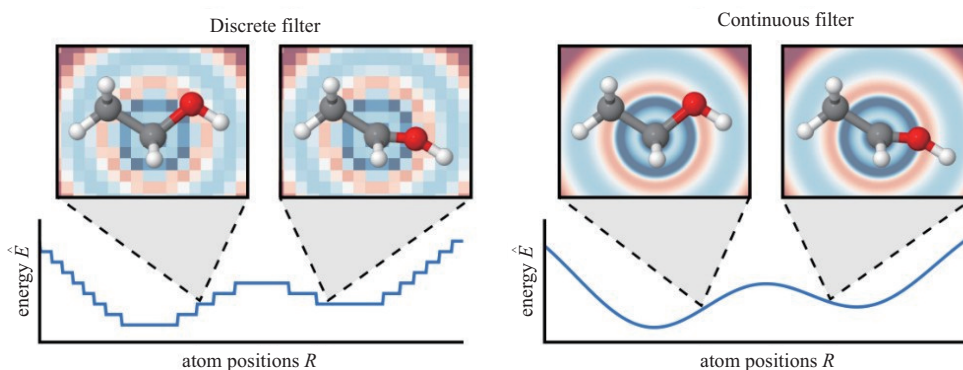 Discrete filter
Continuous filter
energy Ê
atom positions R
energy Ê
atom positions R